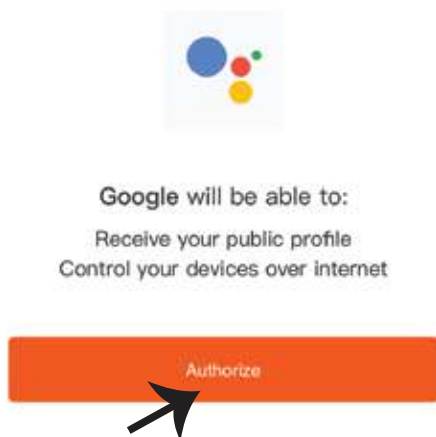 Google will be able to:
Receive your public profile
Control your devices over internet
Authorize